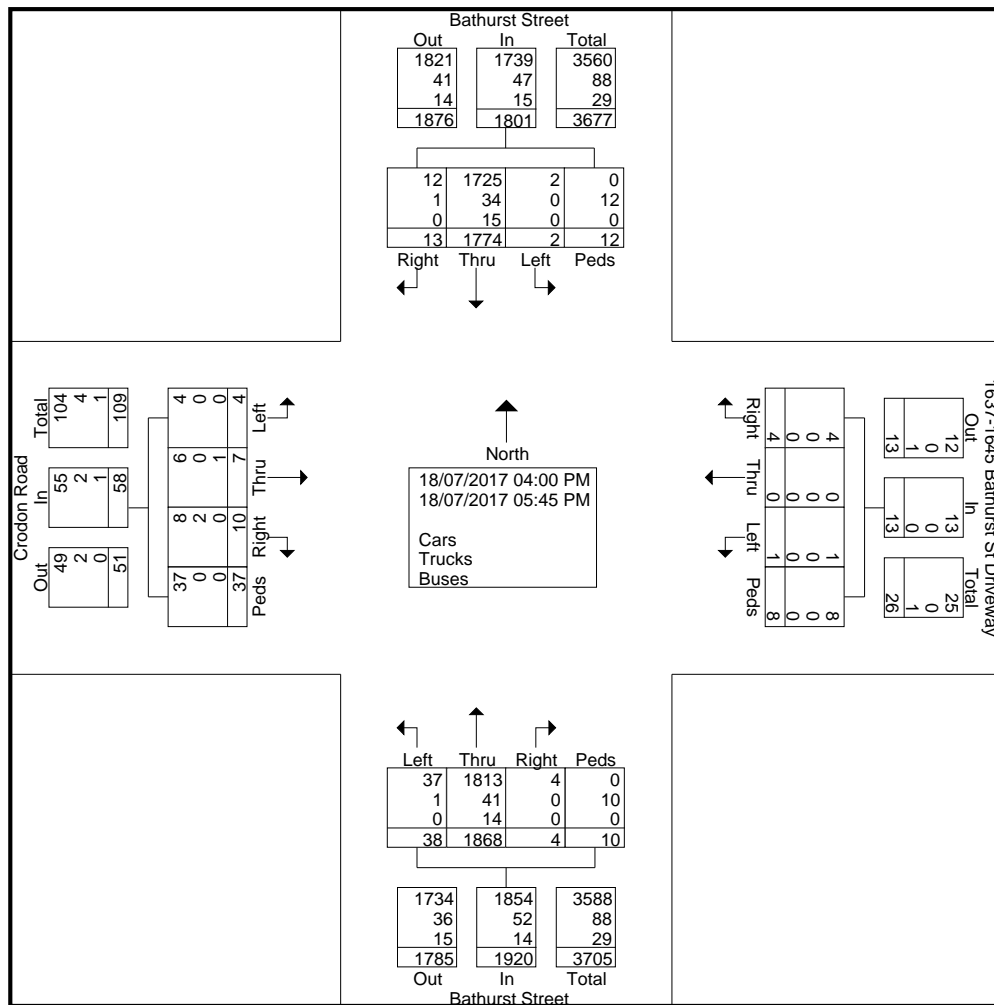 Bathurst Street
Out In Total
1821 1739 3560
41 47 88
14 15 29
1876 1801 3677
12 1725 2 0
1 34 0 12
0 15 0 0
13 1774 2 12
Right Thru Left Peds
Crodon Road
Total In Out
104 55 49
4 2 2
1 1 0
109 58 51
4 6 8 37
0 0 2 0
0 1 0 0
4 7 10 37
Left Thru Right Peds
North
18/07/2017 04:00 PM
18/07/2017 05:45 PM
Cars
Trucks
Buses
1637-1645 Bathurst St Driveway
Out In Total
12 13 25
0 0 0
1 0 1
13 13 26
4 0 1 8
0 0 0 0
0 0 0 0
4 0 1 8
Right Thru Left Peds
Left Thru Right Peds
37 1813 4 0
1 41 0 10
0 14 0 0
38 1868 4 10
1734 1854 3588
36 52 88
15 14 29
1785 1920 3705
Out In Total
Bathurst Street